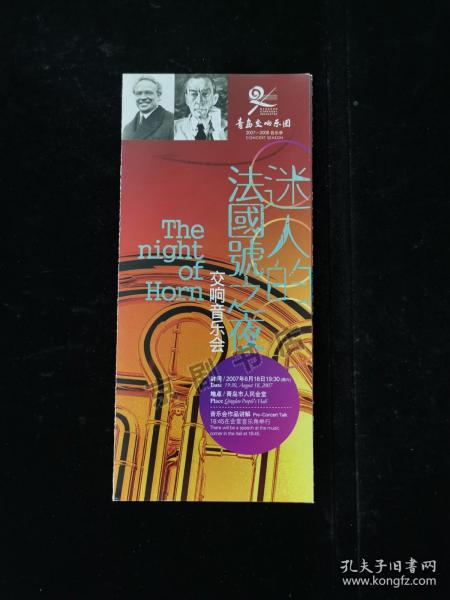 青岛交响乐团
2007-2008 音乐季
CONCERT SEASON
迷人的
法國號之夜
The
night
of
Horn
交响音乐会
时间 / 2007年8月18日19:30 (周六)
Date 19:30, August 18, 2007
地点 / 青岛市人民会堂
Place Qingdao People's Hall
音乐会作品讲解 Pre-Concert Talk
18:45在会堂音乐角举行
There will be a speech at the music
corner in the hall at 18:45.
孔夫子旧书网
www.kongfz.com